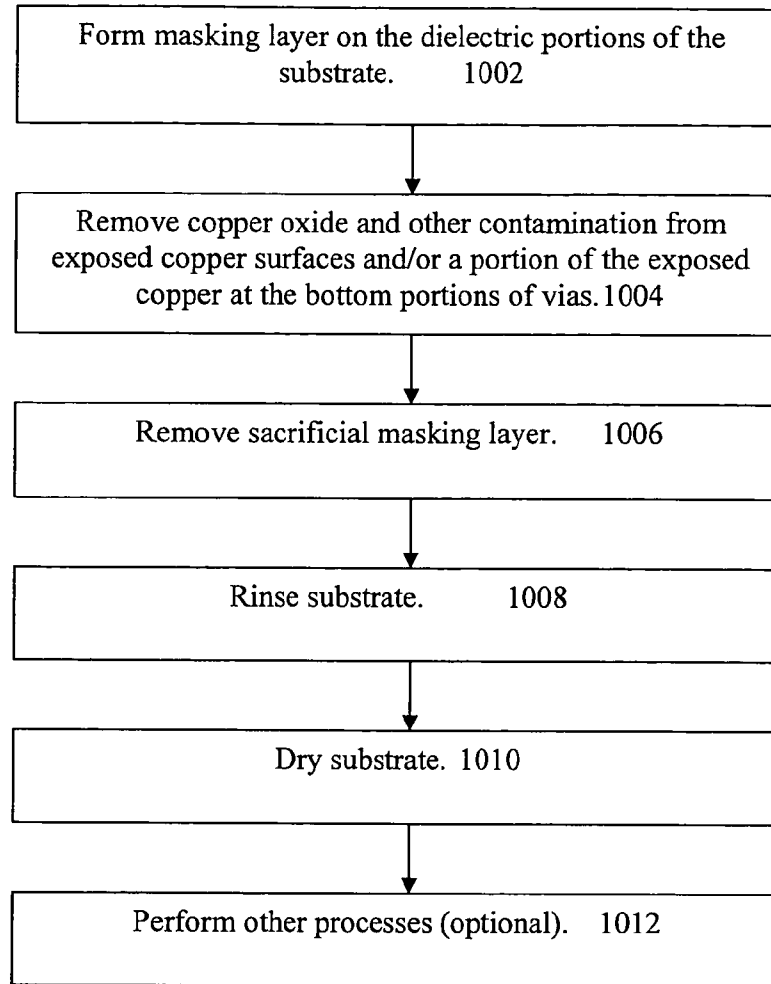 Form masking layer on the dielectric portions of the
substrate. 1002
Remove copper oxide and other contamination from
exposed copper surfaces and/or a portion of the exposed
copper at the bottom portions of vias. 1004
Remove sacrificial masking layer. 1006
Rinse substrate. 1008
Dry substrate. 1010
Perform other processes (optional). 1012